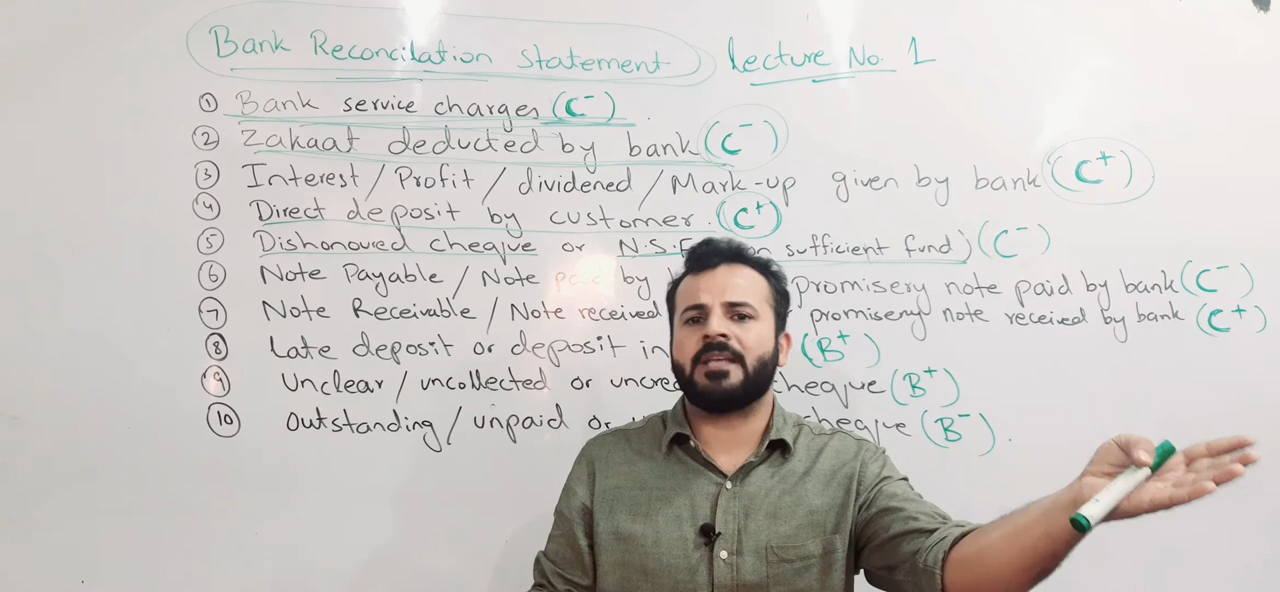 Bank Reconcilation Statement lecture No. 1
① Bank service charges (C⁻)
② Zakaat deducted by bank (C⁻)
③ Interest / Profit / dividened / Mark-up given by bank (C⁺)
④ Direct deposit by customer. (C⁺)
⑤ Dishonoured cheque or N.S.F sufficient fund) (C⁻)
⑥ Note Payable / Note paid by promisery note paid by bank (C⁻)
⑦ Note Receivable / Note received promisery note received by bank (C⁺)
⑧ Late deposit or deposit in (B⁺)
⑨ Unclear / uncollected or cheque (B⁺)
⑩ Outstanding / unpaid or cheque (B⁻).